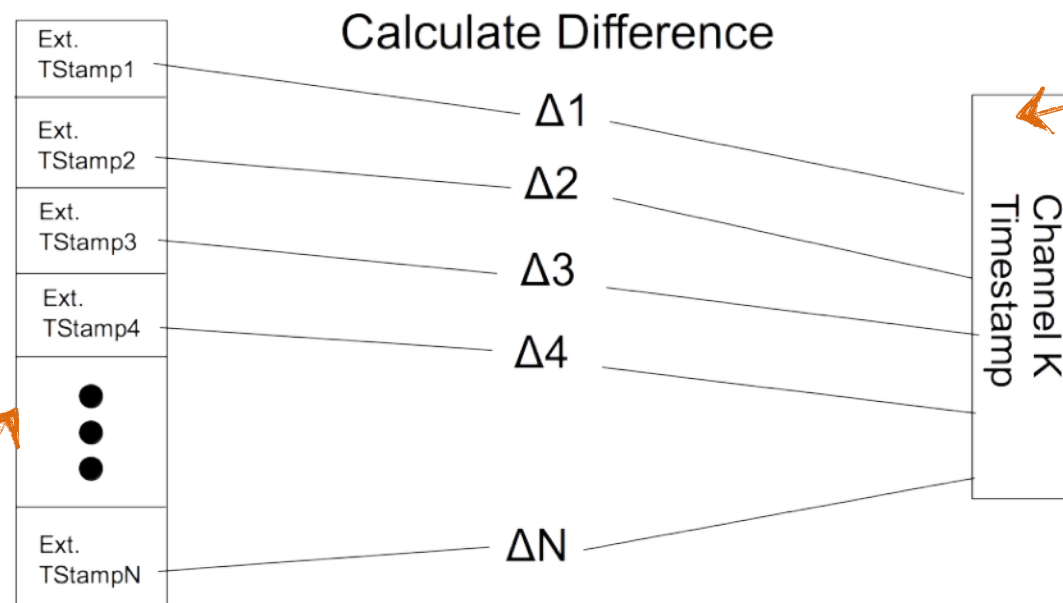 Calculate Difference
Ext.
TStamp1
Ext.
TStamp2
Ext.
TStamp3
Ext.
TStamp4
Ext.
TStampN
Δ1
Δ2
Δ3
Δ4
ΔN
Channel K
Timestamp